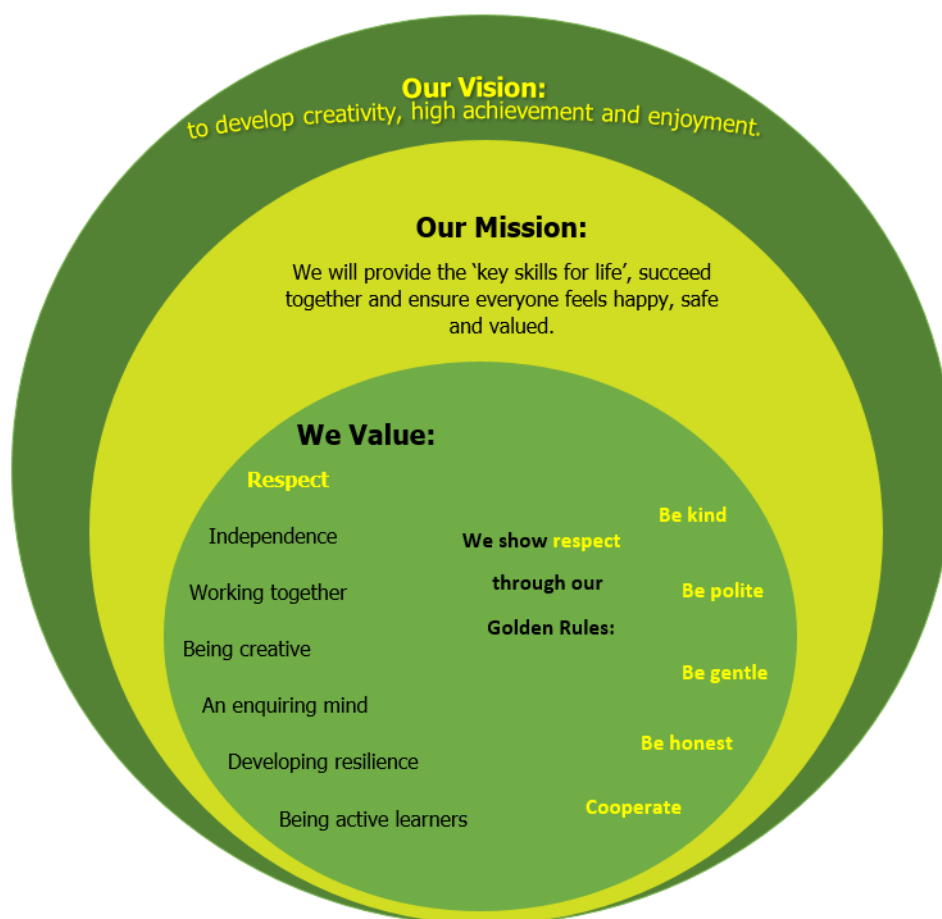 Our Vision:
to develop creativity, high achievement and enjoyment.
Our Mission:
We will provide the ‘key skills for life’, succeed
together and ensure everyone feels happy, safe
and valued.
We Value:
Respect
Independence
Working together
Being creative
An enquiring mind
Developing resilience
Being active learners
We show respect
through our
Golden Rules:
Be kind
Be polite
Be gentle
Be honest
Cooperate